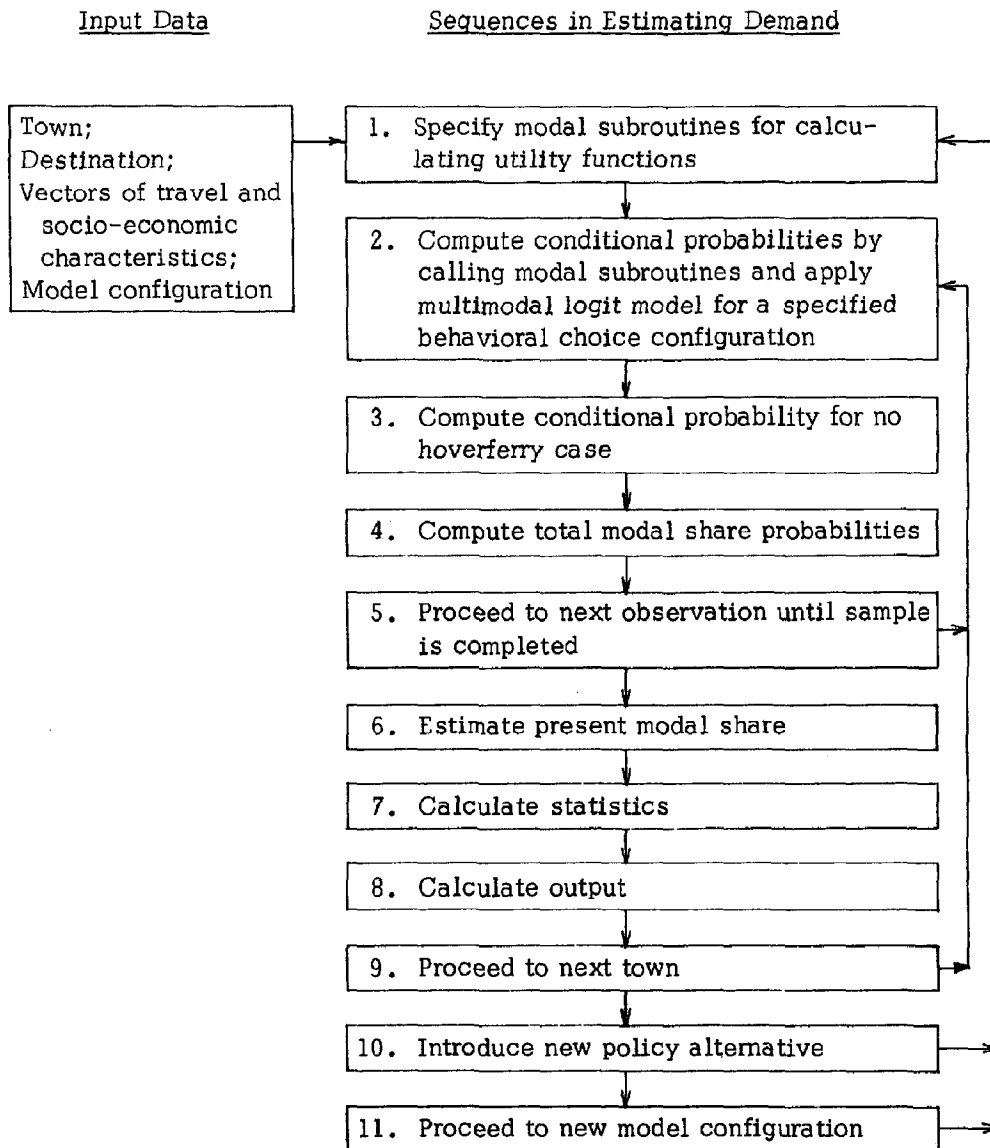 Input Data
Sequences in Estimating Demand
Town;
Destination;
Vectors of travel and
socio-economic
characteristics;
Model configuration
1. Specify modal subroutines for calcu-
lating utility functions
2. Compute conditional probabilities by
calling modal subroutines and apply
multimodal logit model for a specified
behavioral choice configuration
3. Compute conditional probability for no
hoverferry case
4. Compute total modal share probabilities
5. Proceed to next observation until sample
is completed
6. Estimate present modal share
7. Calculate statistics
8. Calculate output
9. Proceed to next town
10. Introduce new policy alternative
11. Proceed to new model configuration